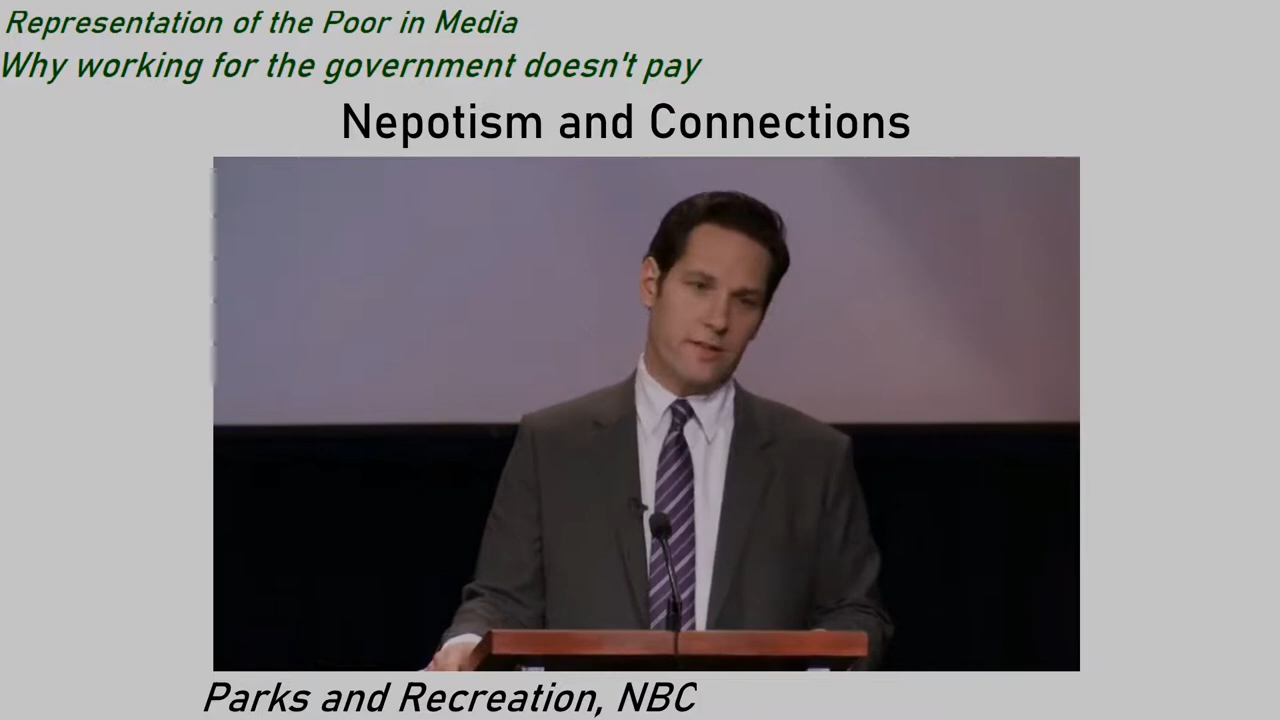 Representation of the Poor in Media
Why working for the government doesn't pay
Nepotism and Connections
Parks and Recreation, NBC